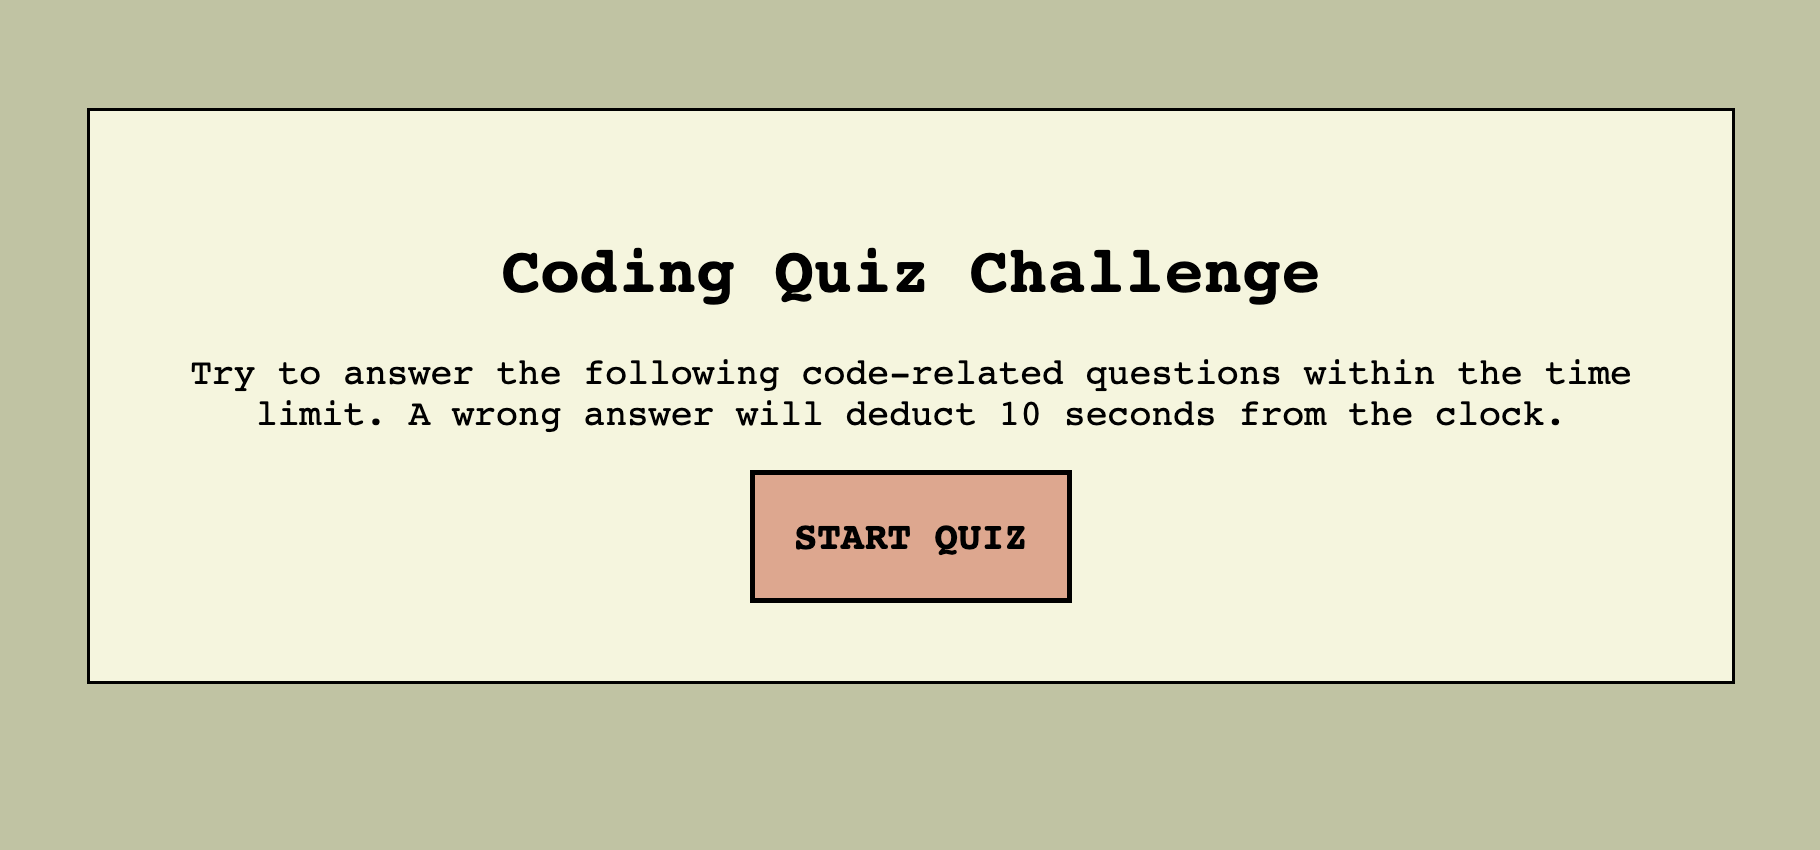 Coding Quiz Challenge
Try to answer the following code-related questions within the time
limit. A wrong answer will deduct 10 seconds from the clock.
START QUIZ